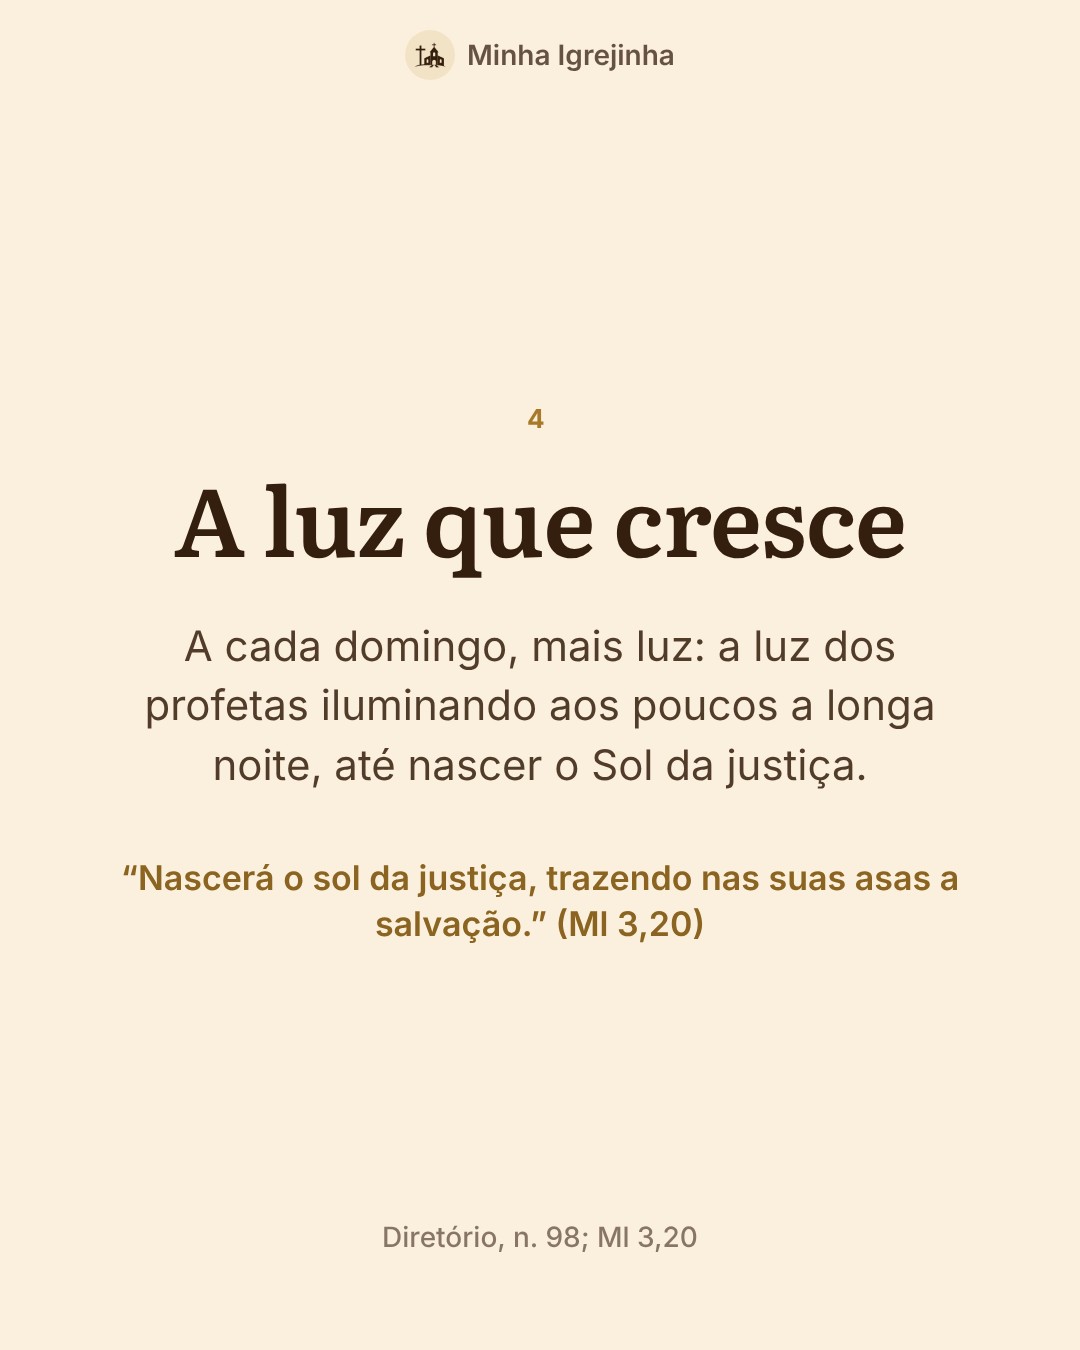 Minha Igrejinha
4
A luz que cresce
A cada domingo, mais luz: a luz dos
profetas iluminando aos poucos a longa
noite, até nascer o Sol da justiça.
“Nascerá o sol da justiça, trazendo nas suas asas a
salvação.” (Ml 3,20)
Diretório, n. 98; Ml 3,20